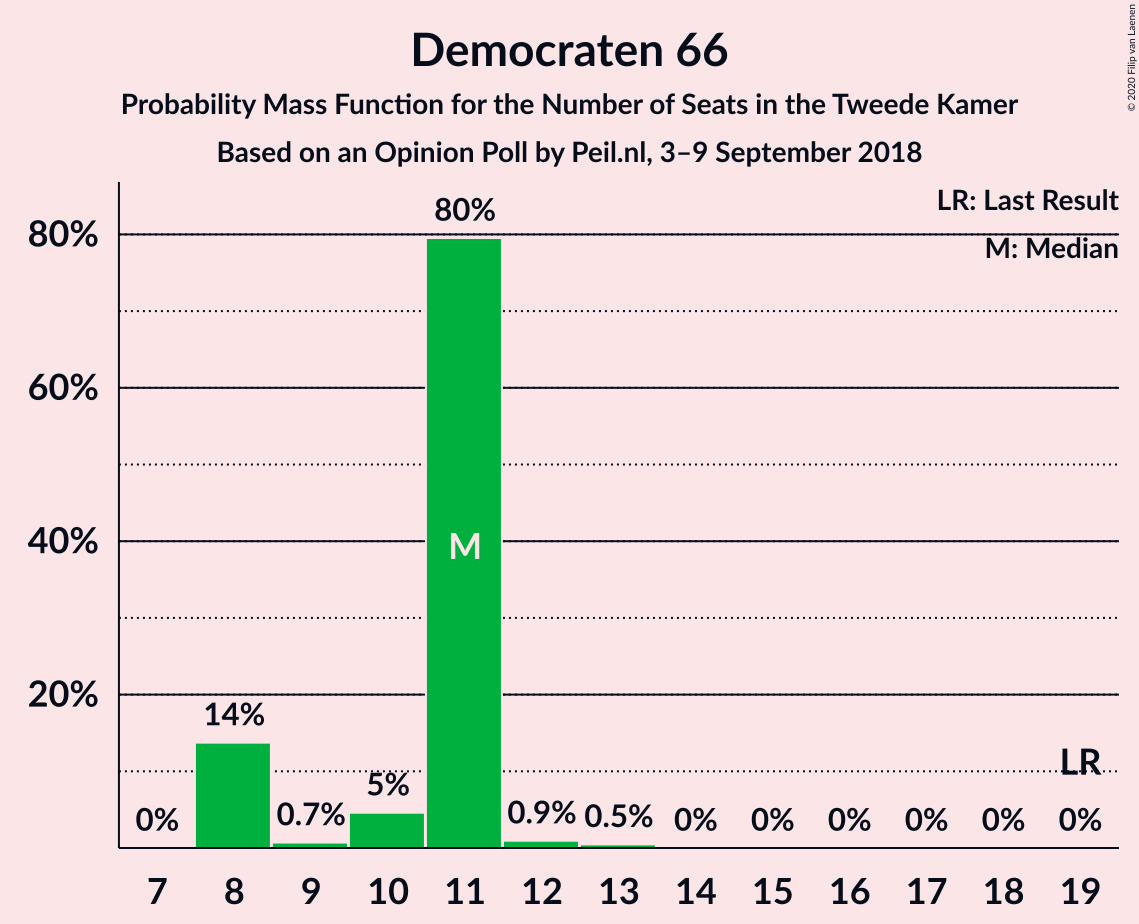 Democraten 66
Probability Mass Function for the Number of Seats in the Tweede Kamer
Based on an Opinion Poll by Peil.nl, 3–9 September 2018
© 2020 Filip van Laenen
LR: Last Result
M: Median
80%
60%
40%
20%
0%
14%
0.7%
5%
80%
M
0.9%
0.5%
0%
0%
0%
0%
0%
LR
0%
7 8 9 10 11 12 13 14 15 16 17 18 19